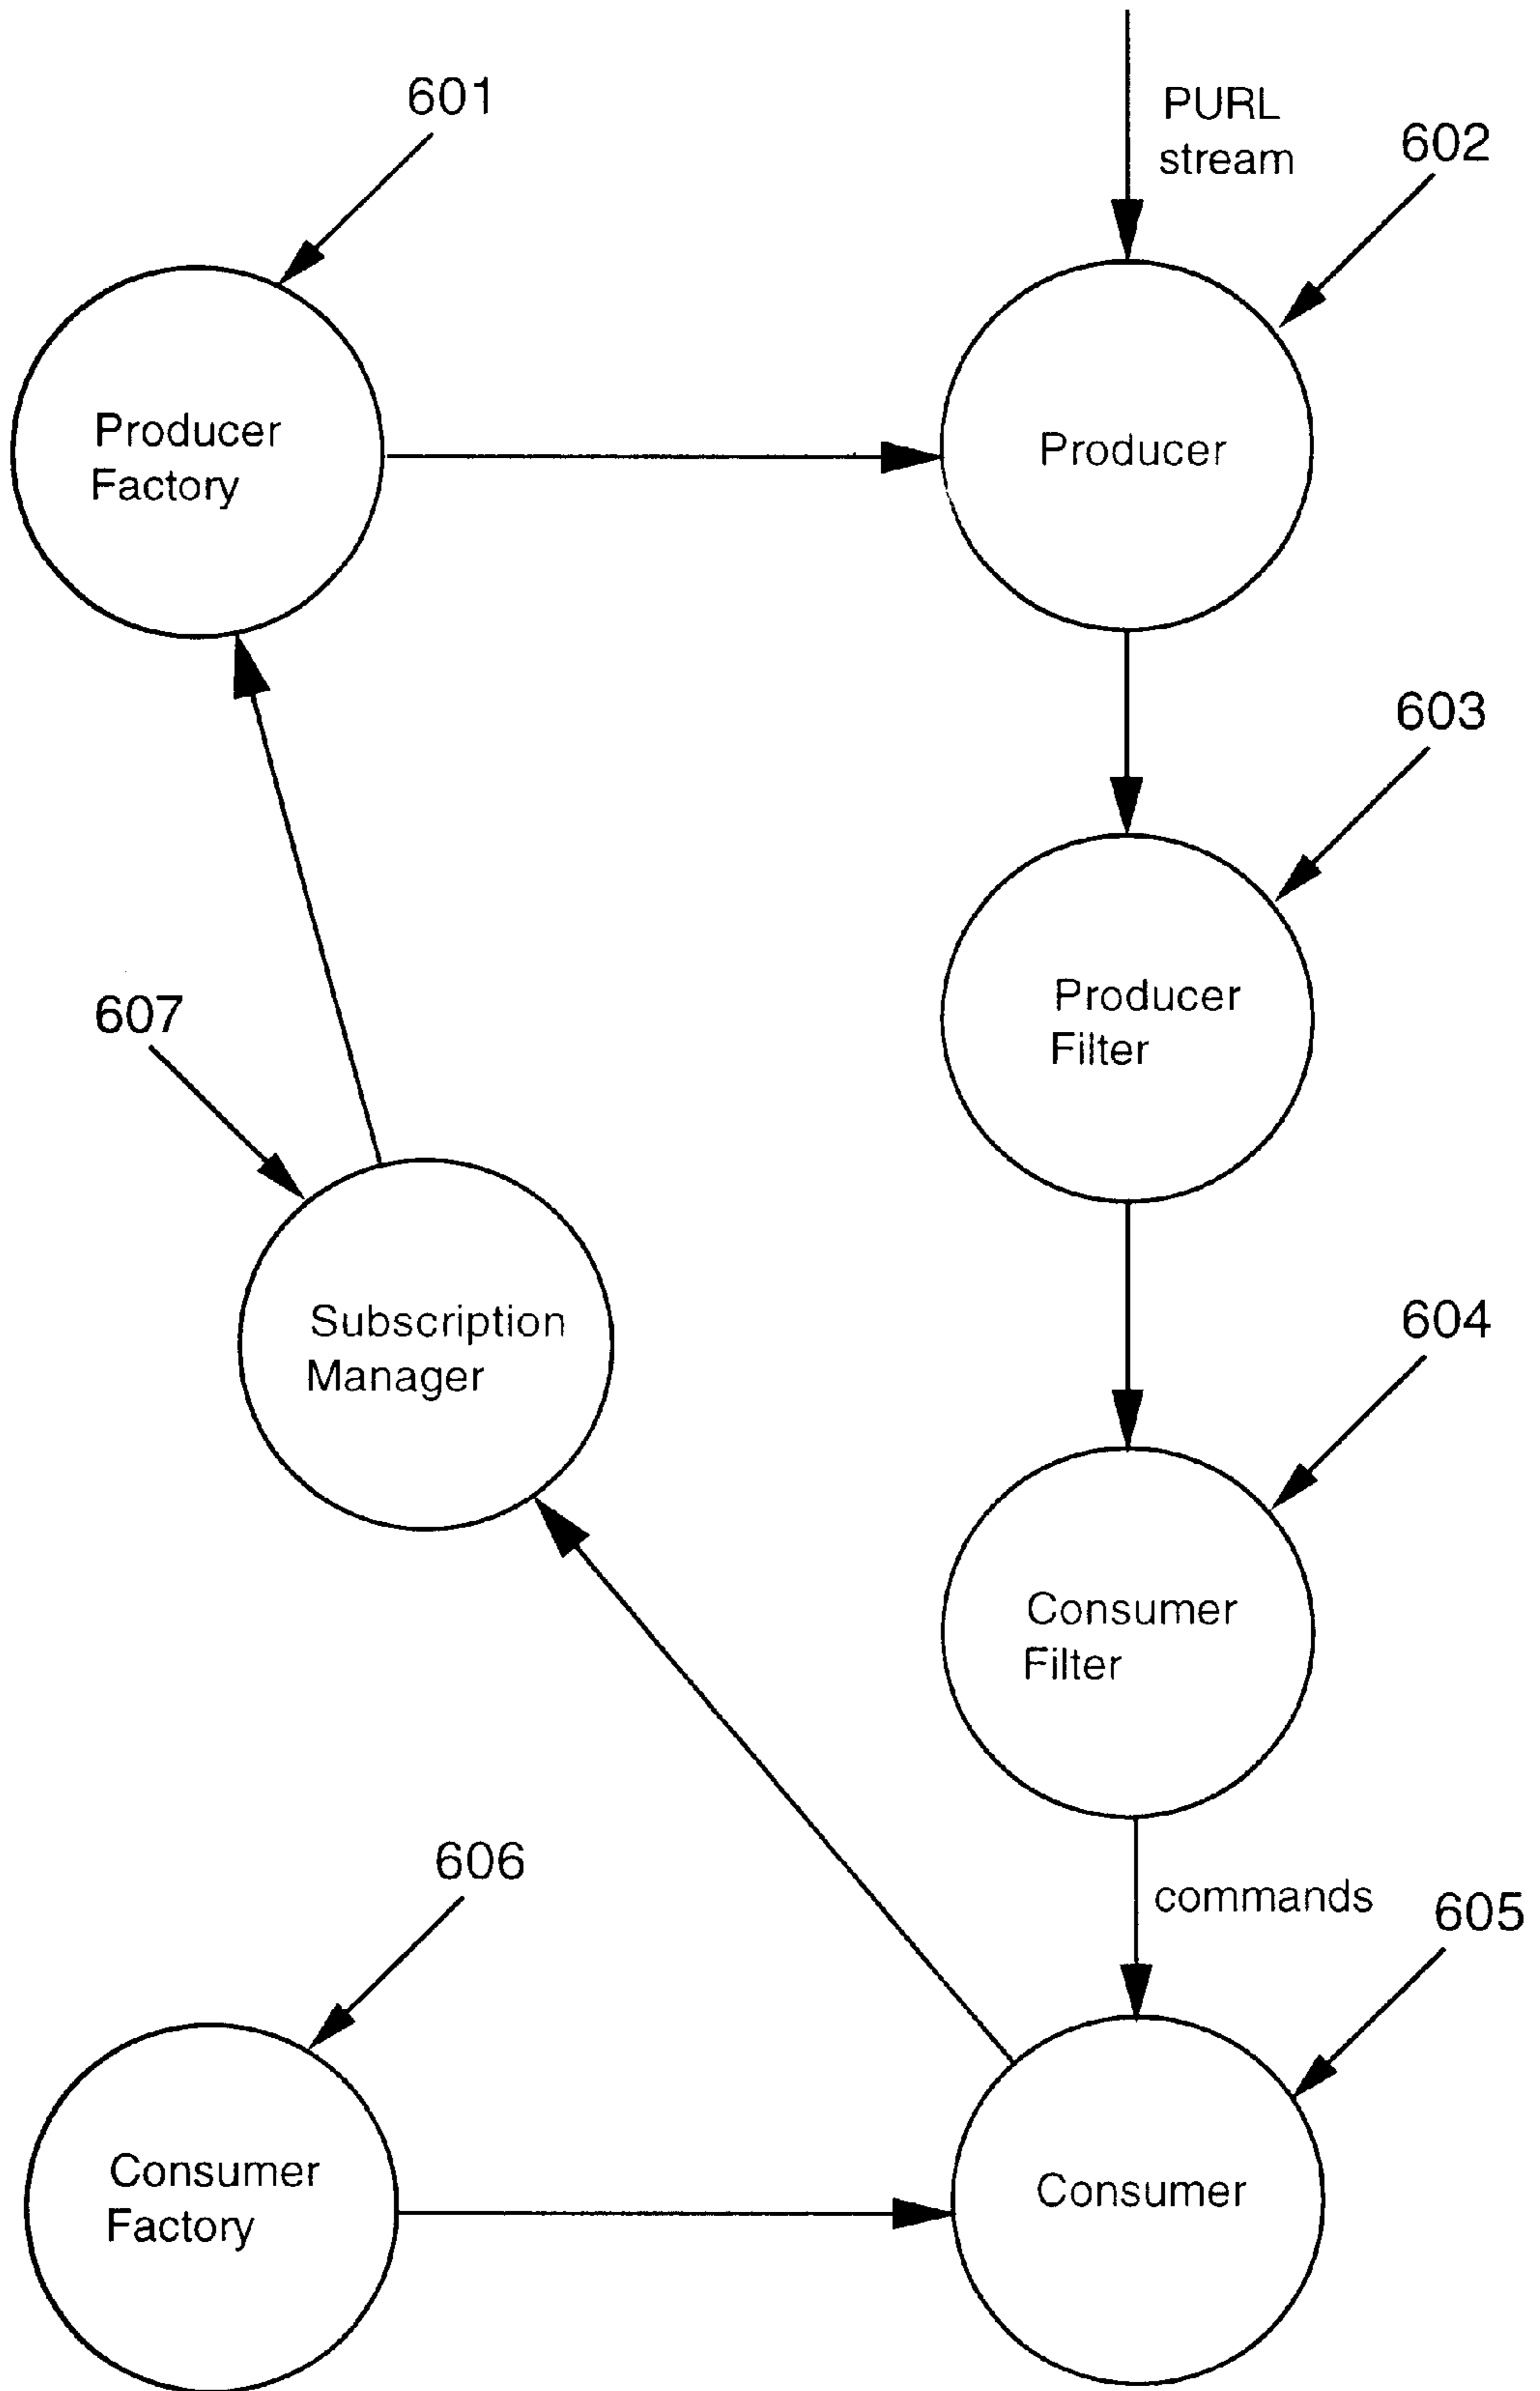 601
PURL
stream
602
Producer
Factory
Producer
603
Producer
Filter
607
Subscription
Manager
604
Consumer
Filter
606
commands
605
Consumer
Factory
Consumer